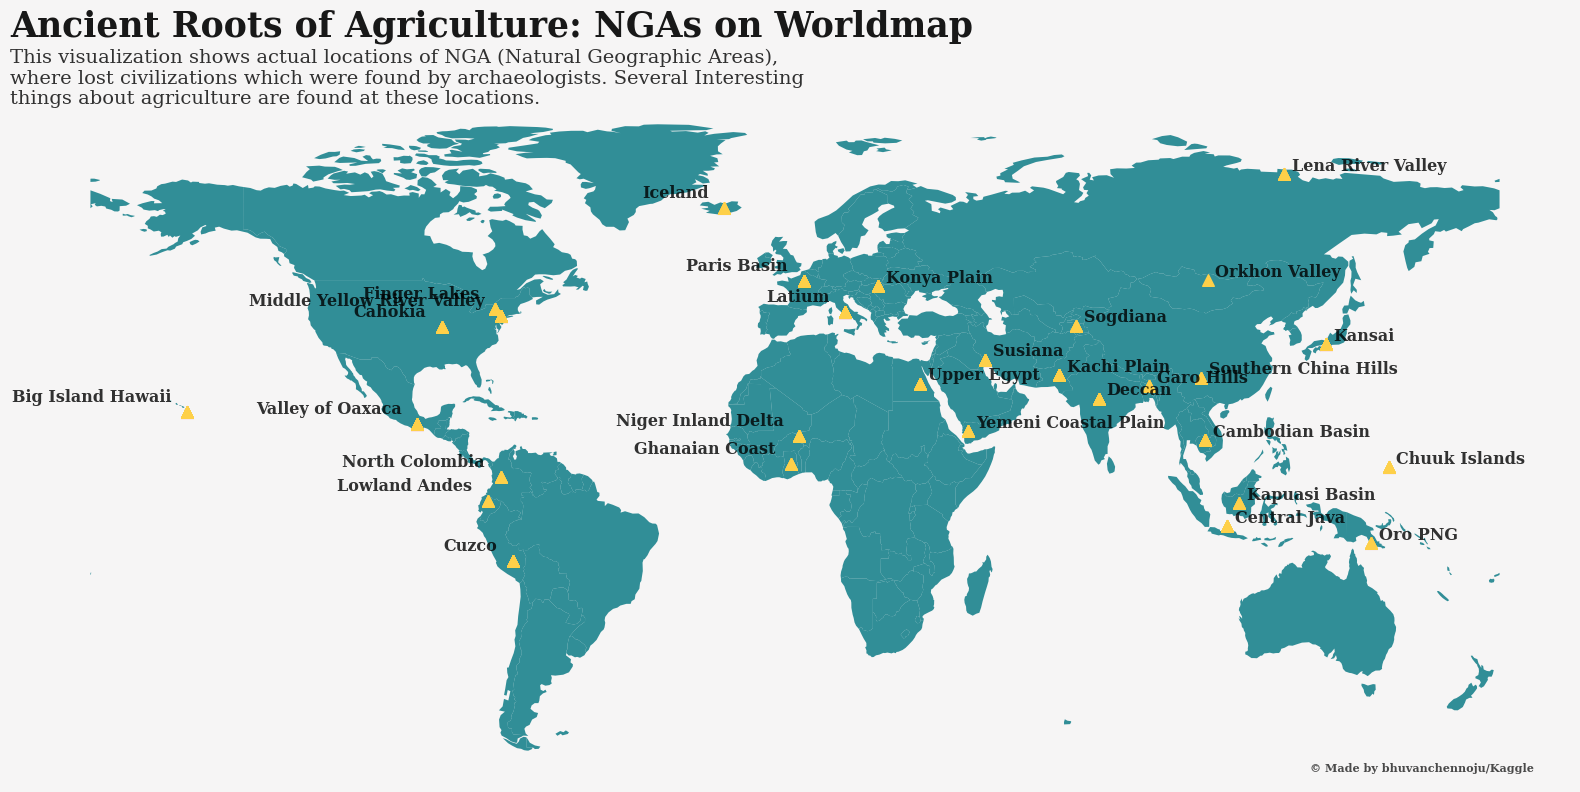 Ancient Roots of Agriculture: NGAs on Worldmap
This visualization shows actual locations of NGA (Natural Geographic Areas),
where lost civilizations which were found by archaeologists. Several Interesting
things about agriculture are found at these locations.
Lena River Valley
Iceland
Paris Basin
Orkhon Valley
Konya Plain
Finger Lakes
Latium
Middle Yellow River Valley
Cahokia
Sogdiana
Kansai
Susiana
Kachi Plain
Southern China Hills
Upper Egypt
Garo Hills
Deccan
Big Island Hawaii
Valley of Oaxaca
Niger Inland Delta
Yemeni Coastal Plain
Cambodian Basin
Ghanaian Coast
North Colombia
Chuuk Islands
Lowland Andes
Kapuasi Basin
Central Java
Oro PNG
Cuzco
© Made by bhuvanchennoju/Kaggle